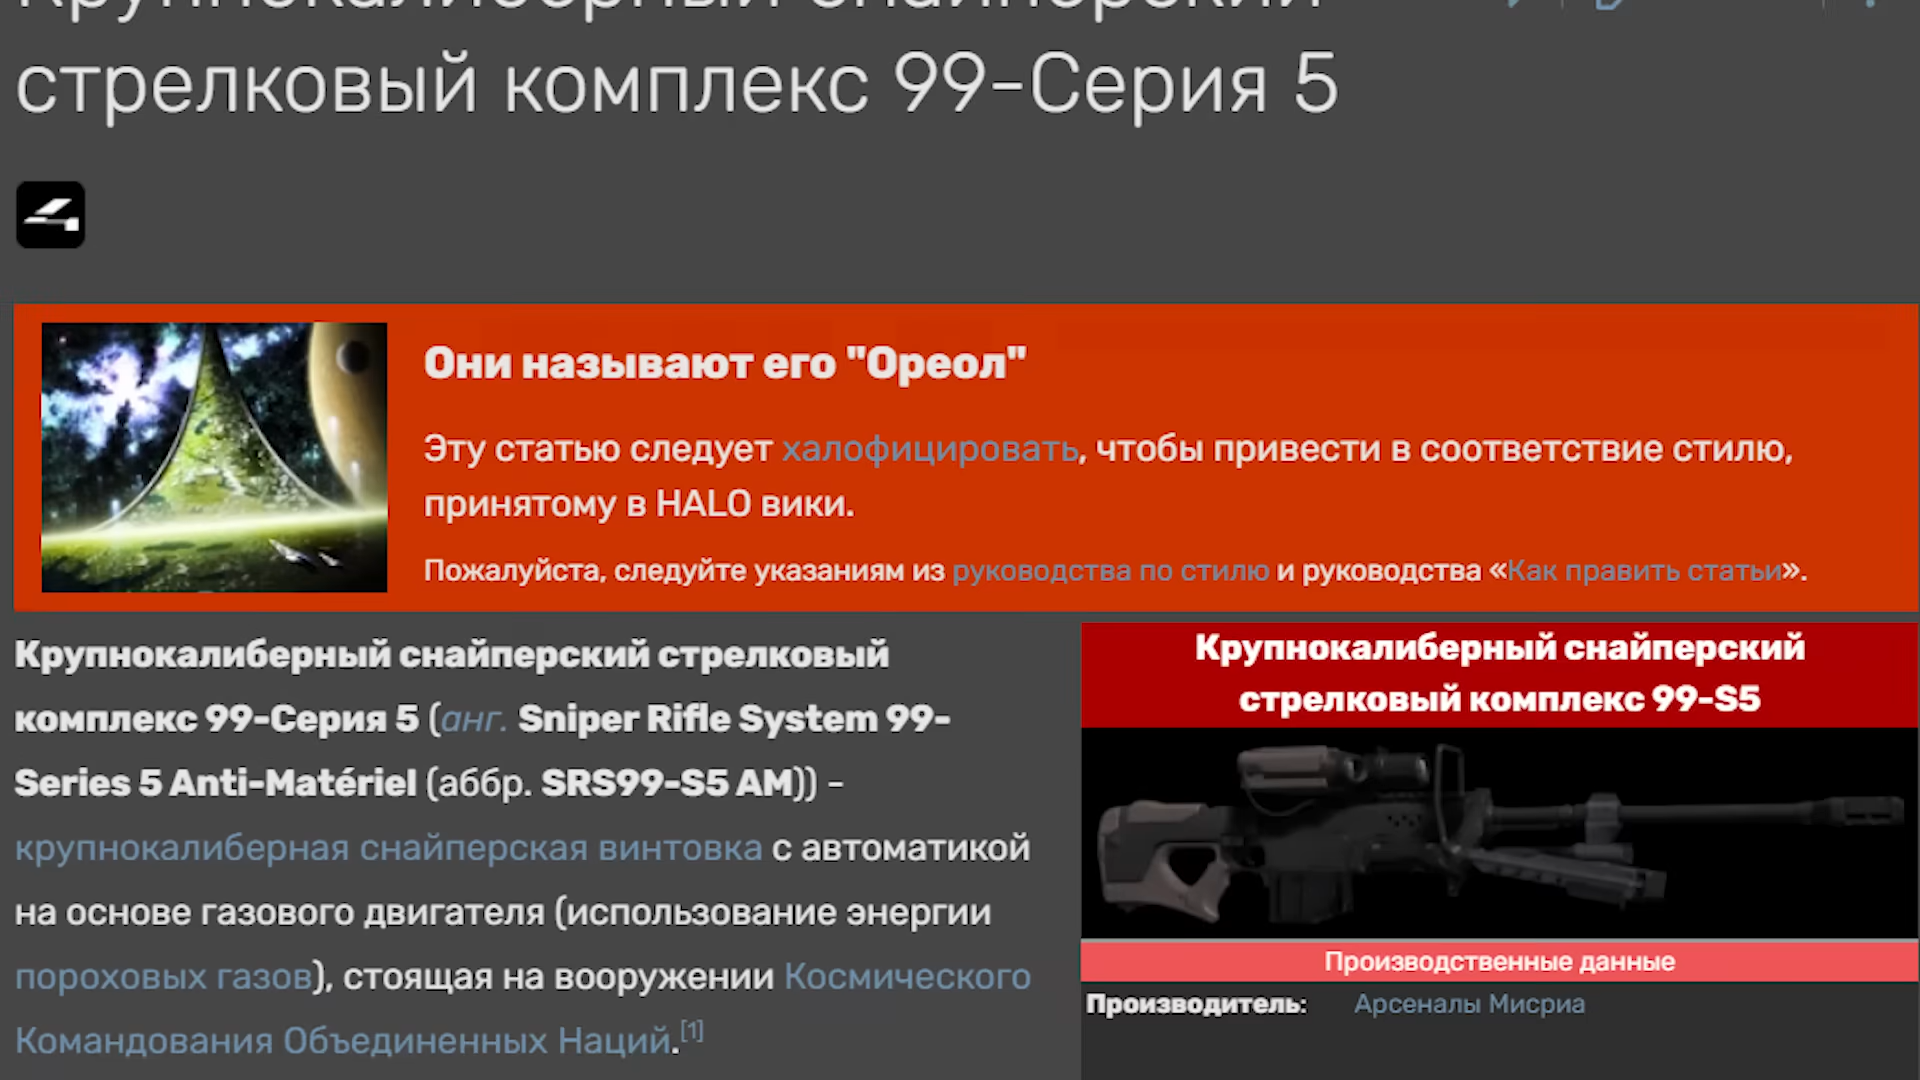 Крупнокалиберный снайперский
стрелковый комплекс 99-Серия 5
Они называют его "Ореол"
Эту статью следует халофицировать, чтобы привести в соответствие стилю,
принятому в HALO вики.
Пожалуйста, следуйте указаниям из руководства по стилю и руководства «Как править статьи».
Крупнокалиберный снайперский стрелковый
комплекс 99-Серия 5 (анг. Sniper Rifle System 99-
Series 5 Anti-Matériel (аббр. SRS99-S5 AM)) –
крупнокалиберная снайперская винтовка с автоматикой
на основе газового двигателя (использование энергии
пороховых газов), стоящая на вооружении Космического
Командования Объединенных Наций.[1]
Крупнокалиберный снайперский
стрелковый комплекс 99-S5
Производственные данные
Производитель: Арсеналы Мисриа